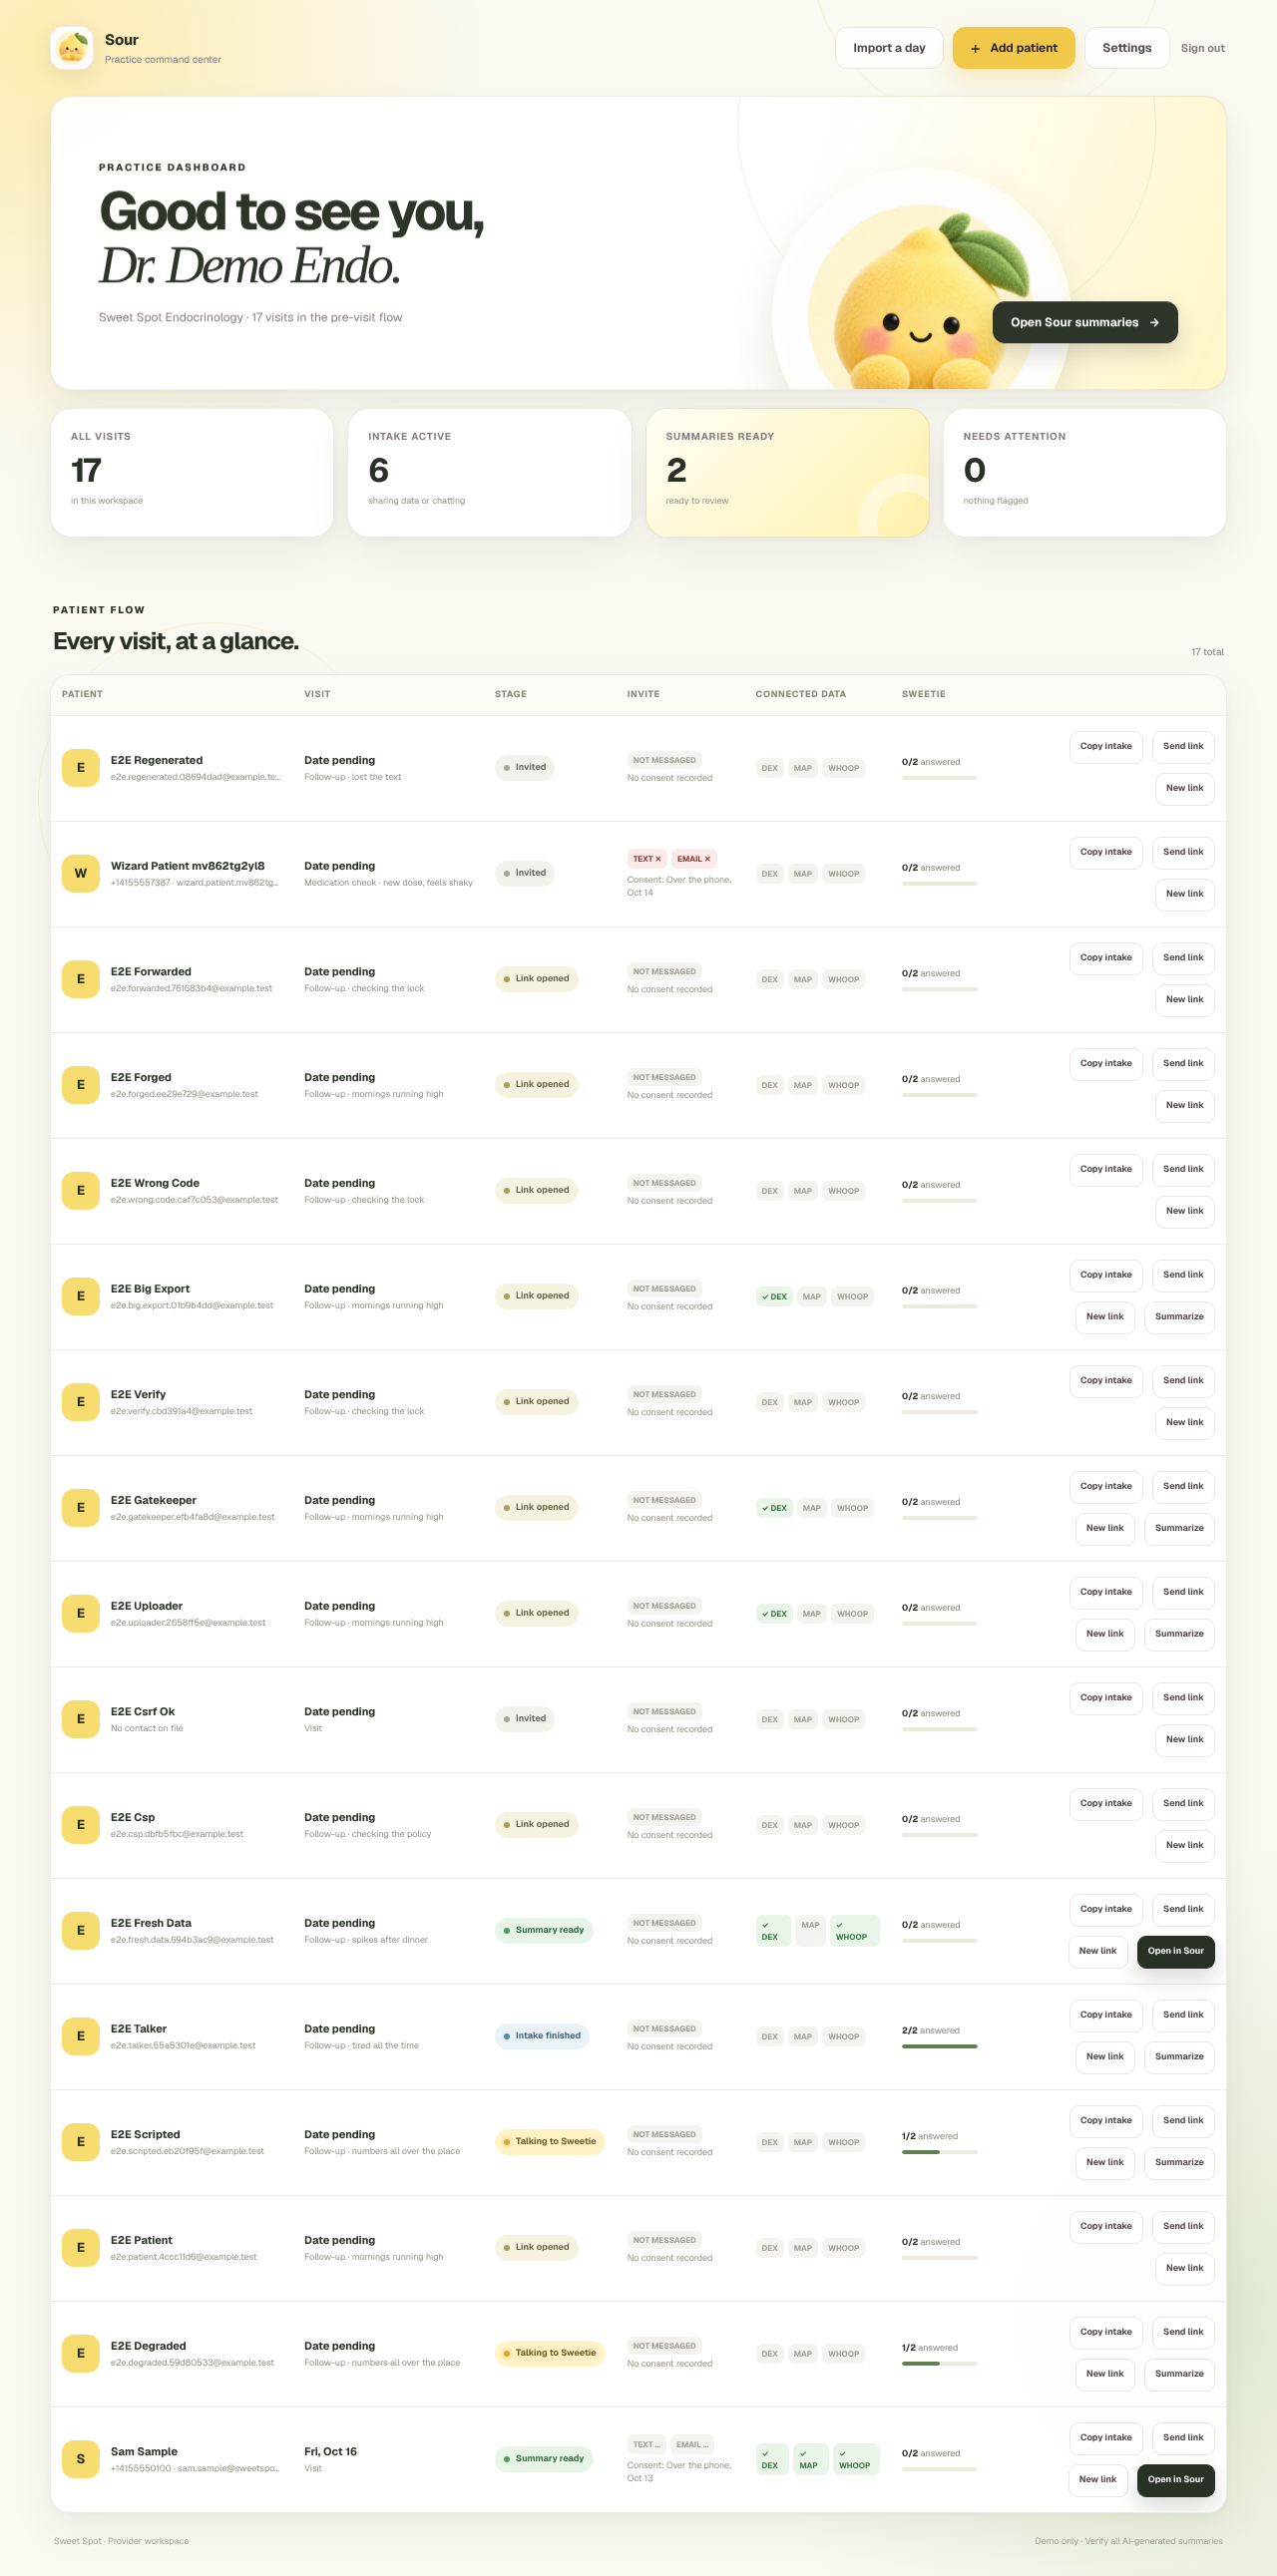 Sour
Practice command center
Import a day
+ Add patient
Settings
Sign out
PRACTICE DASHBOARD
Good to see you,
Dr. Demo Endo.
Sweet Spot Endocrinology · 17 visits in the pre-visit flow
Open Sour summaries →
ALL VISITS
17
in this workspace
INTAKE ACTIVE
6
sharing data or chatting
SUMMARIES READY
2
ready to review
NEEDS ATTENTION
0
nothing flagged
PATIENT FLOW
Every visit, at a glance.
17 total
PATIENT VISIT STAGE INVITE CONNECTED DATA SWEETIE
E E2E Regenerated Date pending Invited NOT MESSAGED DEX MAP WHOOP 0/2 answered Copy intake Send link
e2e.regenerated.08694dad@example.te... Follow-up · lost the text No consent recorded New link
W Wizard Patient mv862tg2yl8 Date pending Invited TEXT ✕ EMAIL ✕ DEX MAP WHOOP 0/2 answered Copy intake Send link
+14155557387 · wizard.patient.mv862tg... Medication check · new dose, feels shaky Consent: Over the phone, New link
Oct 14
E E2E Forwarded Date pending Link opened NOT MESSAGED DEX MAP WHOOP 0/2 answered Copy intake Send link
e2e.forwarded.761683b4@example.test Follow-up · checking the lock No consent recorded New link
E E2E Forged Date pending Link opened NOT MESSAGED DEX MAP WHOOP 0/2 answered Copy intake Send link
e2e.forged.ee29e729@example.test Follow-up · mornings running high No consent recorded New link
E E2E Wrong Code Date pending Link opened NOT MESSAGED DEX MAP WHOOP 0/2 answered Copy intake Send link
e2e.wrong.code.caf7c053@example.test Follow-up · checking the lock No consent recorded New link
E E2E Big Export Date pending Link opened NOT MESSAGED ✓ DEX MAP WHOOP 0/2 answered Copy intake Send link
e2e.big.export.01b9b4dd@example.test Follow-up · mornings running high No consent recorded New link Summarize
E E2E Verify Date pending Link opened NOT MESSAGED DEX MAP WHOOP 0/2 answered Copy intake Send link
e2e.verify.cbd391a4@example.test Follow-up · checking the lock No consent recorded New link
E E2E Gatekeeper Date pending Link opened NOT MESSAGED ✓ DEX MAP WHOOP 0/2 answered Copy intake Send link
e2e.gatekeeper.efb4fa8d@example.test Follow-up · mornings running high No consent recorded New link Summarize
E E2E Uploader Date pending Link opened NOT MESSAGED ✓ DEX MAP WHOOP 0/2 answered Copy intake Send link
e2e.uploader.2658ff5e@example.test Follow-up · mornings running high No consent recorded New link Summarize
E E2E Csrf Ok Date pending Invited NOT MESSAGED DEX MAP WHOOP 0/2 answered Copy intake Send link
No contact on file Visit No consent recorded New link
E E2E Csp Date pending Link opened NOT MESSAGED DEX MAP WHOOP 0/2 answered Copy intake Send link
e2e.csp.dbfb5fbc@example.test Follow-up · checking the policy No consent recorded New link
E E2E Fresh Data Date pending Summary ready NOT MESSAGED ✓ DEX MAP ✓ WHOOP 0/2 answered Copy intake Send link
e2e.fresh.data.694b3ac9@example.test Follow-up · spikes after dinner No consent recorded New link Open in Sour
E E2E Talker Date pending Intake finished NOT MESSAGED DEX MAP WHOOP 2/2 answered Copy intake Send link
e2e.talker.55a5301e@example.test Follow-up · tired all the time No consent recorded New link Summarize
E E2E Scripted Date pending Talking to Sweetie NOT MESSAGED DEX MAP WHOOP 1/2 answered Copy intake Send link
e2e.scripted.eb20f95f@example.test Follow-up · numbers all over the place No consent recorded New link Summarize
E E2E Patient Date pending Link opened NOT MESSAGED DEX MAP WHOOP 0/2 answered Copy intake Send link
e2e.patient.4ccc11d6@example.test Follow-up · mornings running high No consent recorded New link
E E2E Degraded Date pending Talking to Sweetie NOT MESSAGED DEX MAP WHOOP 1/2 answered Copy intake Send link
e2e.degraded.59d80533@example.test Follow-up · numbers all over the place No consent recorded New link Summarize
S Sam Sample Fri, Oct 16 Summary ready TEXT ... EMAIL ... ✓ DEX ✓ MAP ✓ WHOOP 0/2 answered Copy intake Send link
+14155550100 · sam.sample@sweetspo... Visit Consent: Over the phone, New link Open in Sour
Oct 13
Sweet Spot · Provider workspace
Demo only · Verify all AI-generated summaries